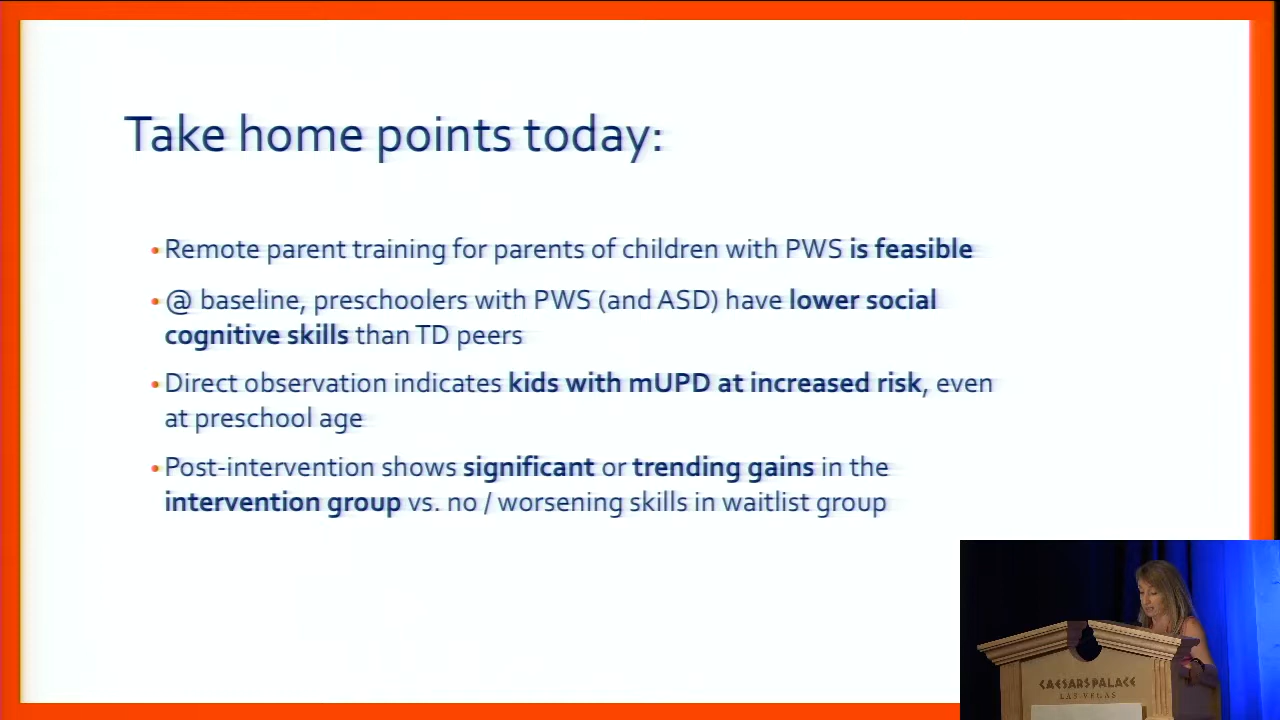 Take home points today:
• Remote parent training for parents of children with PWS is feasible
• @ baseline, preschoolers with PWS (and ASD) have lower social
cognitive skills than TD peers
• Direct observation indicates kids with mUPD at increased risk, even
at preschool age
• Post-intervention shows significant or trending gains in the
intervention group vs. no / worsening skills in waitlist group
CAESARS PALACE
LAS VEGAS